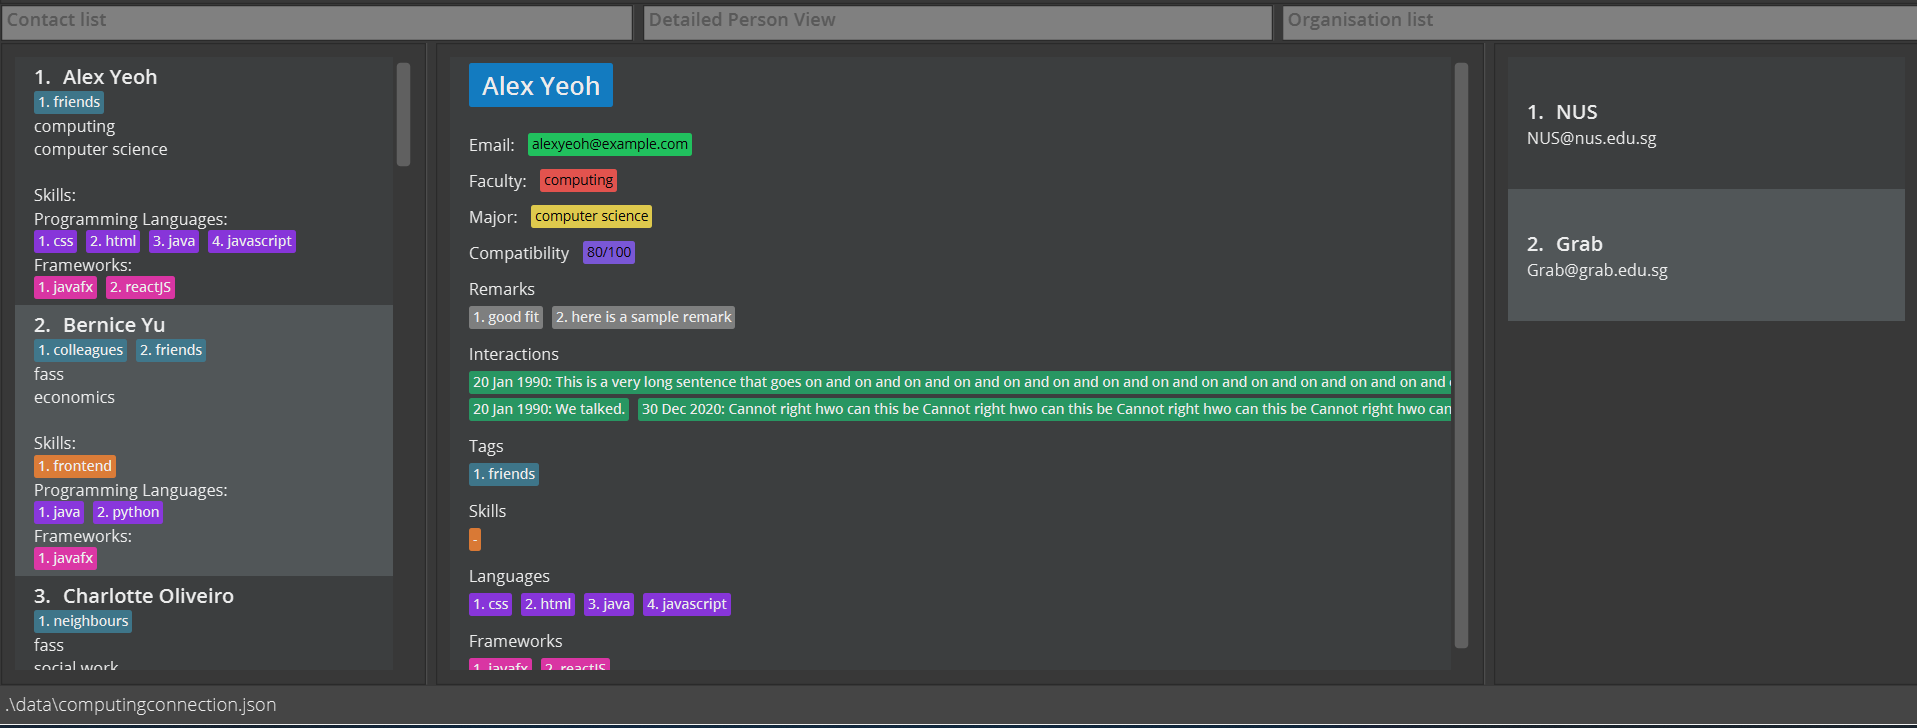 Contact list
Detailed Person View
Organisation list
1. Alex Yeoh
1. friends
computing
computer science
Skills:
Programming Languages:
1. css 2. html 3. java 4. javascript
Frameworks:
1. javafx 2. reactJS
2. Bernice Yu
1. colleagues 2. friends
fass
economics
Skills:
1. frontend
Programming Languages:
1. java 2. python
Frameworks:
1. javafx
3. Charlotte Oliveiro
1. neighbours
fass
social work
Alex Yeoh
Email: alexyeoh@example.com
Faculty: computing
Major: computer science
Compatibility 80/100
Remarks
1. good fit 2. here is a sample remark
Interactions
20 Jan 1990: This is a very long sentence that goes on and on and on and on and on and on and on and on and on and on and on and on and on and
20 Jan 1990: We talked. 30 Dec 2020: Cannot right hwo can this be Cannot right hwo can this be Cannot right hwo can this be Cannot right hwo can
Tags
1. friends
Skills
-
Languages
1. css 2. html 3. java 4. javascript
Frameworks
1. javafx 2. reactJS
1. NUS
NUS@nus.edu.sg
2. Grab
Grab@grab.edu.sg
.\data\computingconnection.json